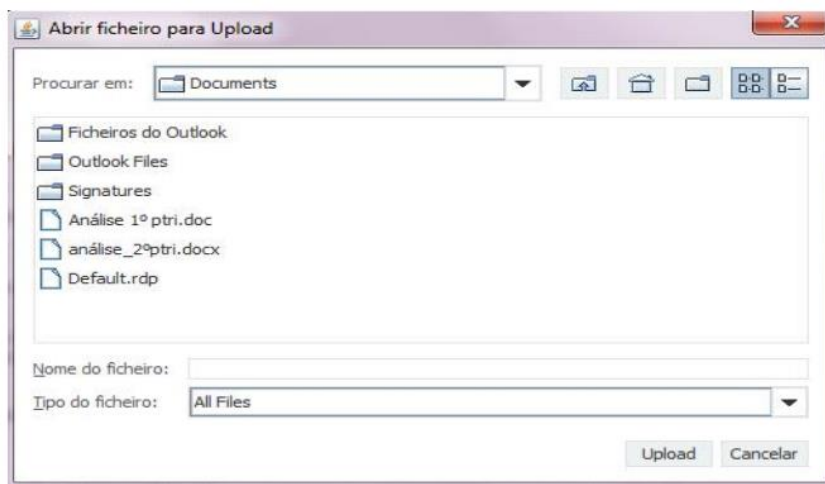 Abrir ficheiro para Upload
Procurar em: Documents
Ficheiros do Outlook
Outlook Files
Signatures
Análise 1º ptri.doc
análise_2ºptri.docx
Default.rdp
Nome do ficheiro:
Tipo do ficheiro: All Files
Upload Cancelar